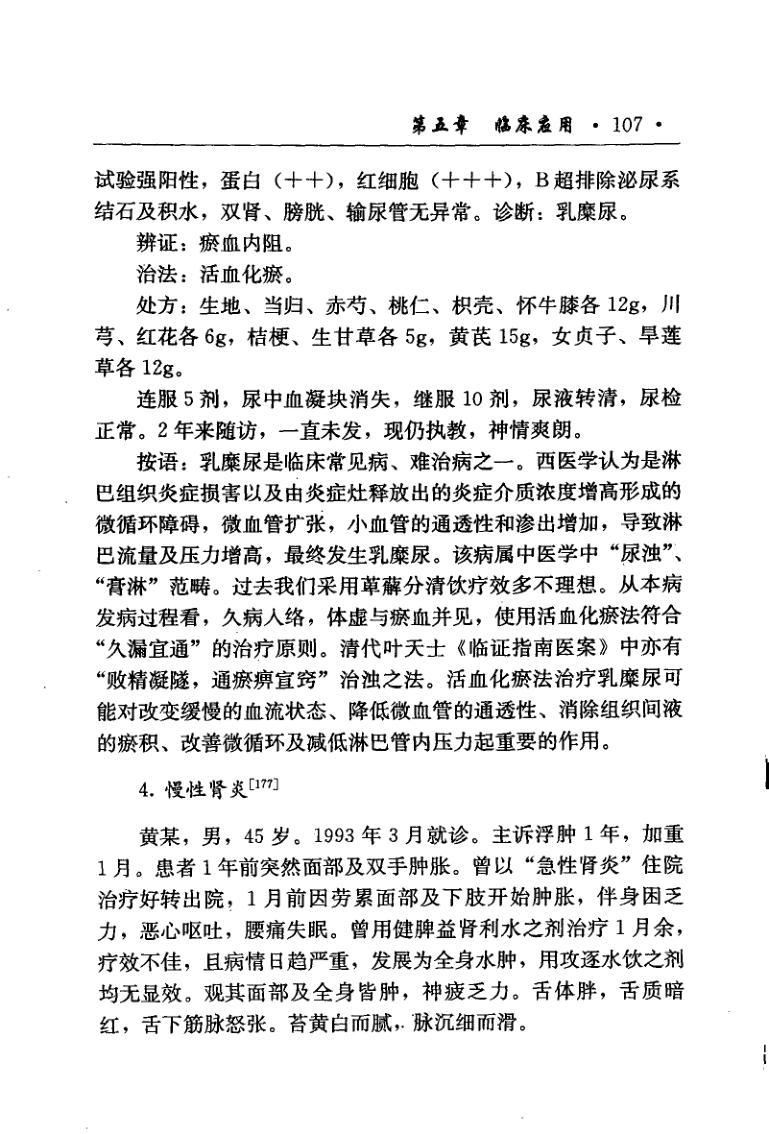 第五章 临床应用 · 107 ·
试验强阳性，蛋白（＋＋），红细胞（＋＋＋），B超排除泌尿系
结石及积水，双肾、膀胱、输尿管无异常。诊断：乳糜尿。
辨证：瘀血内阻。
治法：活血化瘀。
处方：生地、当归、赤芍、桃仁、枳壳、怀牛膝各 12g，川
芎、红花各 6g，桔梗、生甘草各 5g，黄芪 15g，女贞子、旱莲
草各 12g。
连服 5 剂，尿中血凝块消失，继服 10 剂，尿液转清，尿检
正常。2 年来随访，一直未发，现仍执教，神情爽朗。
按语：乳糜尿是临床常见病、难治病之一。西医学认为是淋
巴组织炎症损害以及由炎症灶释放出的炎症介质浓度增高形成的
微循环障碍，微血管扩张，小血管的通透性和渗出增加，导致淋
巴流量及压力增高，最终发生乳糜尿。该病属中医学中“尿浊”、
“膏淋”范畴。过去我们采用萆薢分清饮疗效多不理想。从本病
发病过程看，久病人络，体虚与瘀血并见，使用活血化瘀法符合
“久漏宜通”的治疗原则。清代叶天士《临证指南医案》中亦有
“败精凝隧，通瘀痹宣窍”治浊之法。活血化瘀法治疗乳糜尿可
能对改变缓慢的血流状态、降低微血管的通透性、消除组织间液
的瘀积、改善微循环及减低淋巴管内压力起重要的作用。
4. 慢性肾炎[177]
黄某，男，45 岁。1993 年 3 月就诊。主诉浮肿 1 年，加重
1 月。患者 1 年前突然面部及双手肿胀。曾以“急性肾炎”住院
治疗好转出院，1 月前因劳累面部及下肢开始肿胀，伴身困乏
力，恶心呕吐，腰痛失眠。曾用健脾益肾利水之剂治疗 1 月余，
疗效不佳，且病情日趋严重，发展为全身水肿，用攻逐水饮之剂
均无显效。观其面部及全身皆肿，神疲乏力。舌体胖，舌质暗
红，舌下筋脉怒张。苔黄白而腻，脉沉细而滑。